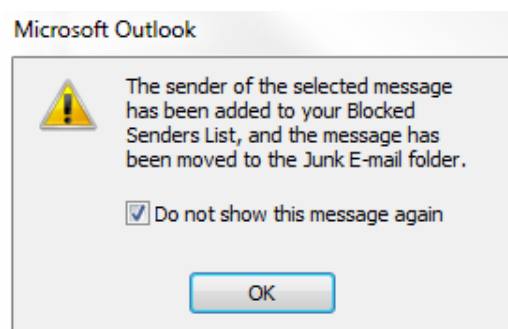 Microsoft Outlook
The sender of the selected message
has been added to your Blocked
Senders List, and the message has
been moved to the Junk E-mail folder.
Do not show this message again
OK